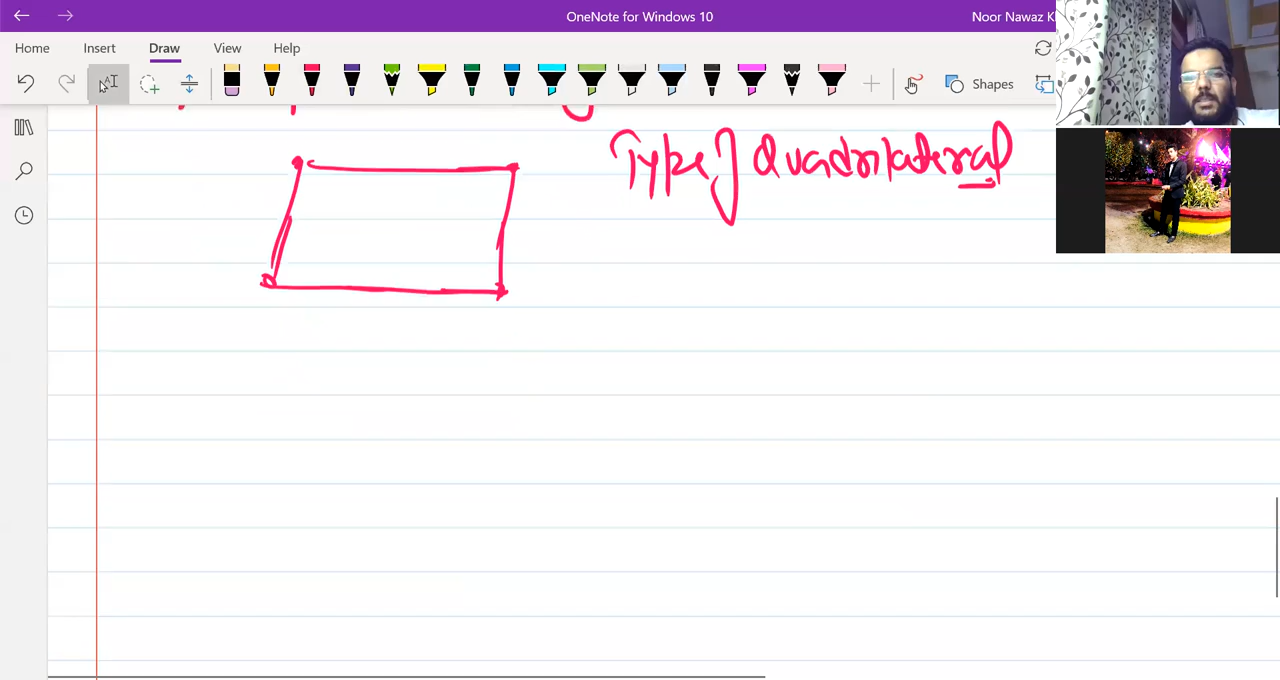 OneNote for Windows 10
Noor Nawaz K
Home Insert Draw View Help
Shapes
Type of Quadrilateral